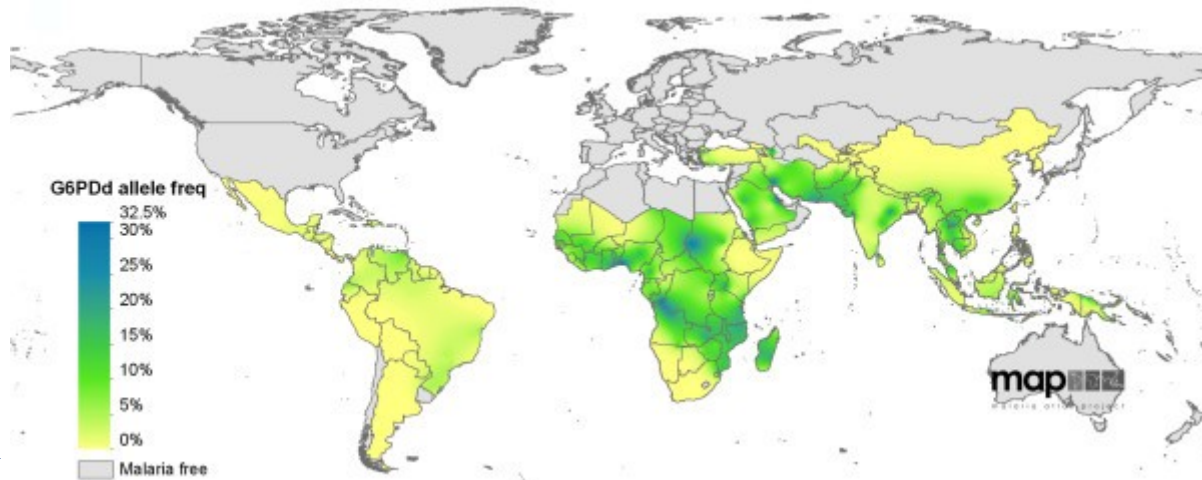 G6PDd allele freq
32.5%
30%
25%
20%
15%
10%
5%
0%
Malaria free
map
malaria atlas project